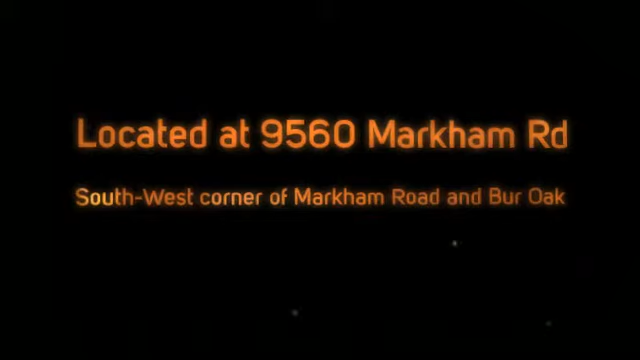 Located at 9560 Markham Rd
South-West corner of Markham Road and Bur Oak